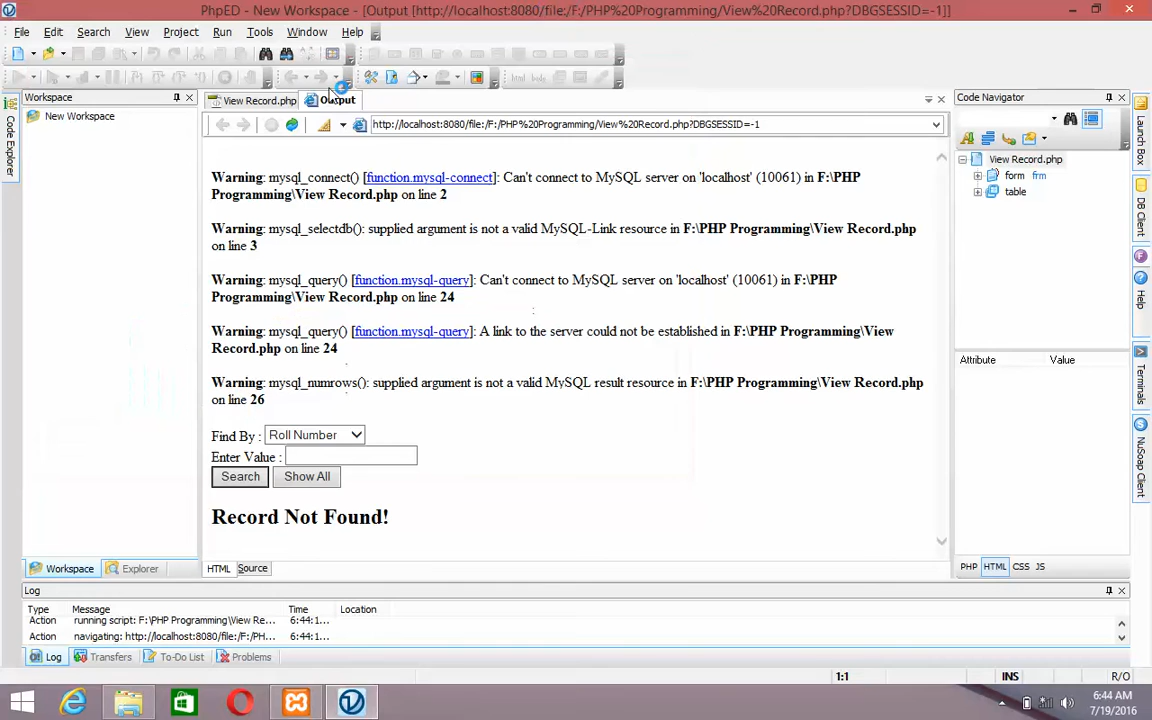 PhpED - New Workspace - [Output [http://localhost:8080/file:/F:/PHP%20Programming/View%20Record.php?DBGSESSID=-1]]
File Edit Search View Project Run Tools Window Help
Workspace
View Record.php
Output
Code Navigator
Code Explorer
New Workspace
http://localhost:8080/file:/F:/PHP%20Programming/View%20Record.php?DBGSESSID=-1
Launch Box
Warning: mysql_connect() [function.mysql-connect]: Can't connect to MySQL server on 'localhost' (10061) in F:\PHP
Programming\View Record.php on line 2
Warning: mysql_selectdb(): supplied argument is not a valid MySQL-Link resource in F:\PHP Programming\View Record.php
on line 3
Warning: mysql_query() [function.mysql-query]: Can't connect to MySQL server on 'localhost' (10061) in F:\PHP
Programming\View Record.php on line 24
Warning: mysql_query() [function.mysql-query]: A link to the server could not be established in F:\PHP Programming\View
Record.php on line 24
Warning: mysql_numrows(): supplied argument is not a valid MySQL result resource in F:\PHP Programming\View Record.php
on line 26
Find By : Roll Number
Enter Value :
Search Show All
Record Not Found!
View Record.php
form frm
table
DB Client
Help
Attribute Value
Terminals
NuSoap Client
Workspace Explorer
HTML Source
PHP HTML CSS JS
Log
Type Message Time Location
Action running script: F:\PHP Programming\View Re... 6:44:1...
Action navigating: http://localhost:8080/file:/F:/PH... 6:44:1...
Log Transfers To-Do List Problems
1:1 INS R/O
6:44 AM
7/19/2016